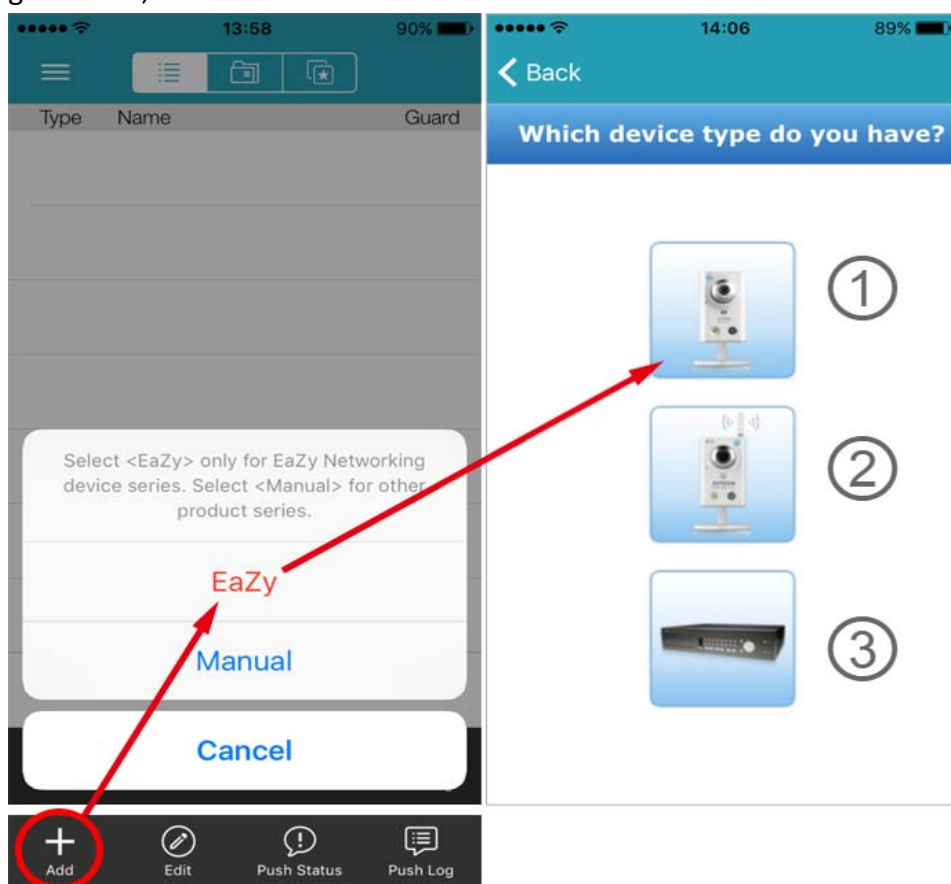 13:58
90%
Type Name Guard
Select <EaZy> only for EaZy Networking
device series. Select <Manual> for other
product series.
EaZy
Manual
Cancel
Add Edit Push Status Push Log
14:06
89%
Back
Which device type do you have?
1
2
3